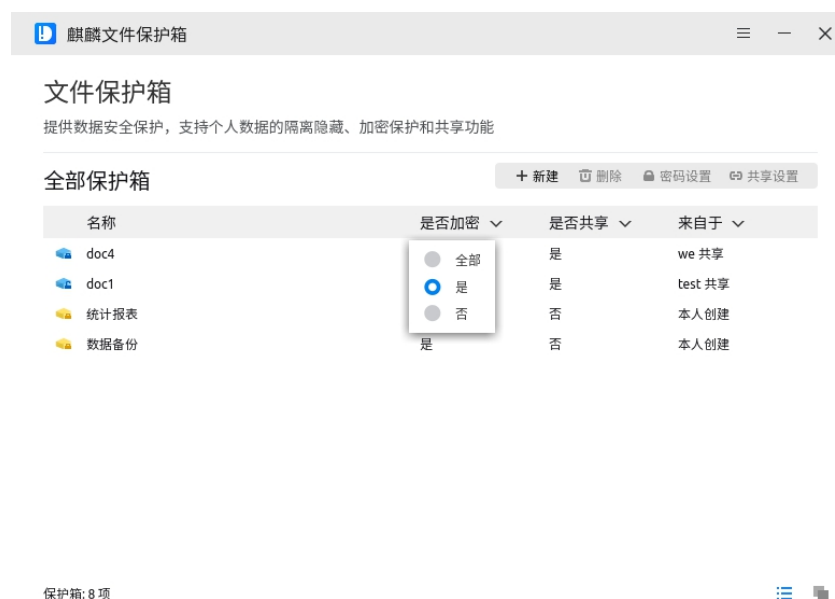 麒麟文件保护箱
文件保护箱
提供数据安全保护，支持个人数据的隔离隐藏、加密保护和共享功能
全部保护箱 新建 删除 密码设置 共享设置
名称 是否加密 是否共享 来自于
doc4 是 we 共享
doc1 是 test 共享
统计报表 否 本人创建
数据备份 是 否 本人创建
全部
是
否
保护箱: 8 项